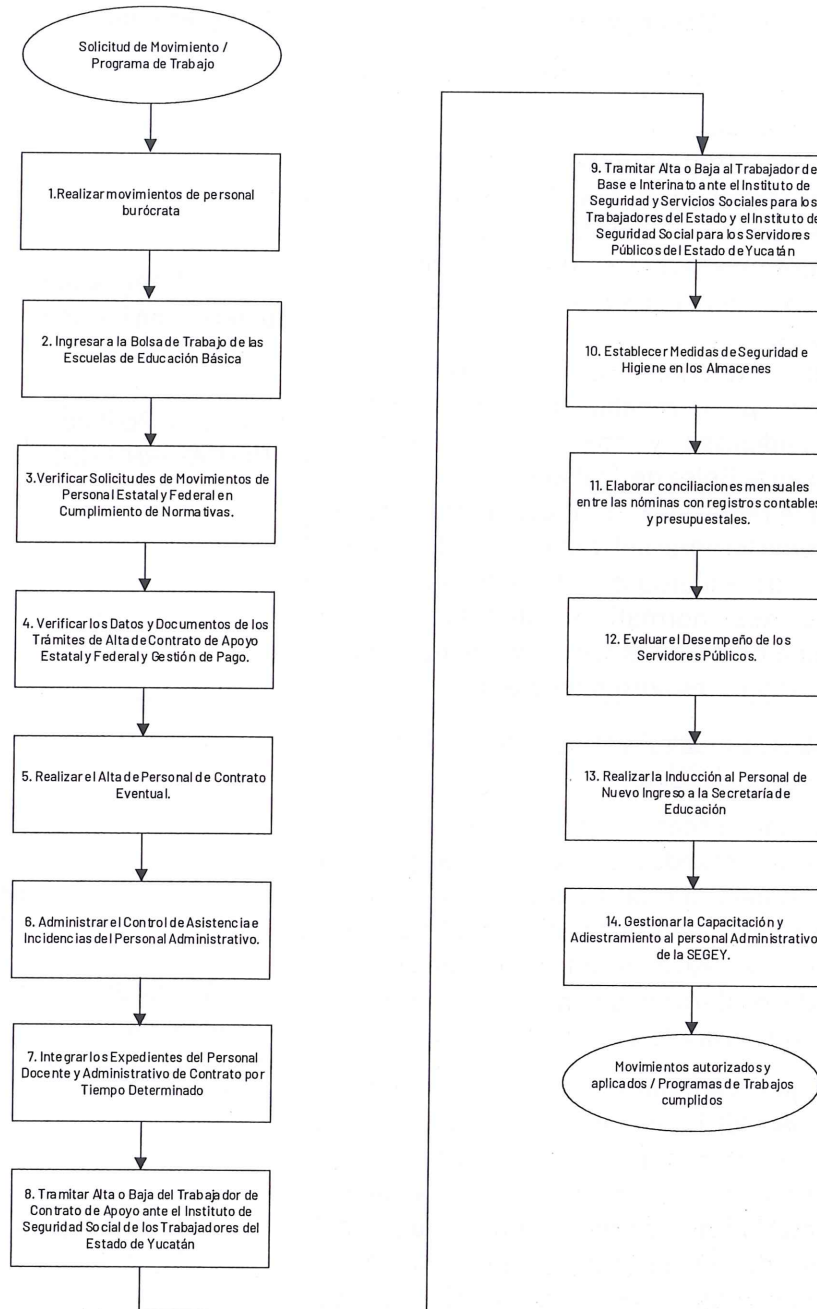 Solicitud de Movimiento /
Programa de Trabajo
1.Realizar movimientos de personal
burócrata
2. Ingresar a la Bolsa de Trabajo de las
Escuelas de Educación Básica
3.Verificar Solicitudes de Movimientos de
Personal Estatal y Federal en
Cumplimiento de Normativas.
4. Verificar los Datos y Documentos de los
Trámites de Alta de Contrato de Apoyo
Estatal y Federal y Gestión de Pago.
5. Realizar el Alta de Personal de Contrato
Eventual.
6. Administrar el Control de Asistencia e
Incidencias del Personal Administrativo.
7. Integrar los Expedientes del Personal
Docente y Administrativo de Contrato por
Tiempo Determinado
8. Tramitar Alta o Baja del Trabajador de
Contrato de Apoyo ante el Instituto de
Seguridad Social de los Trabajadores del
Estado de Yucatán
9. Tramitar Alta o Baja al Trabajador de
Base e Interinato ante el Instituto de
Seguridad y Servicios Sociales para los
Trabajadores del Estado y el Instituto de
Seguridad Social para los Servidores
Públicos del Estado de Yucatán
10. Establecer Medidas de Seguridad e
Higiene en los Almacenes
11. Elaborar conciliaciones mensuales
entre las nóminas con registros contables
y presupuestales.
12. Evaluar el Desempeño de los
Servidores Públicos.
13. Realizar la Inducción al Personal de
Nuevo Ingreso a la Secretaría de
Educación
14. Gestionar la Capacitación y
Adiestramiento al personal Administrativo
de la SEGEY.
Movimientos autorizados y
aplicados / Programas de Trabajos
cumplidos